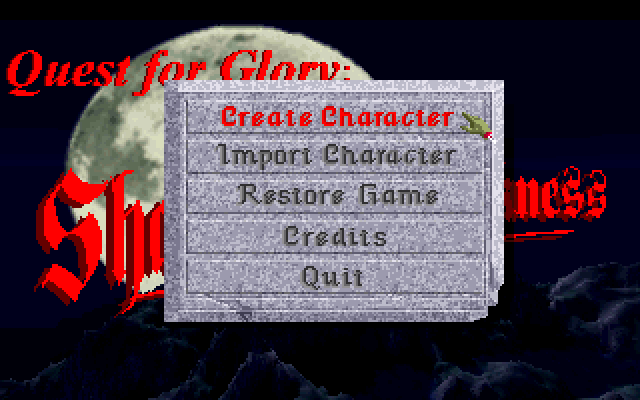 Quest for Glory:
Create Character
Import Character
Restore Game
Credits
Quit